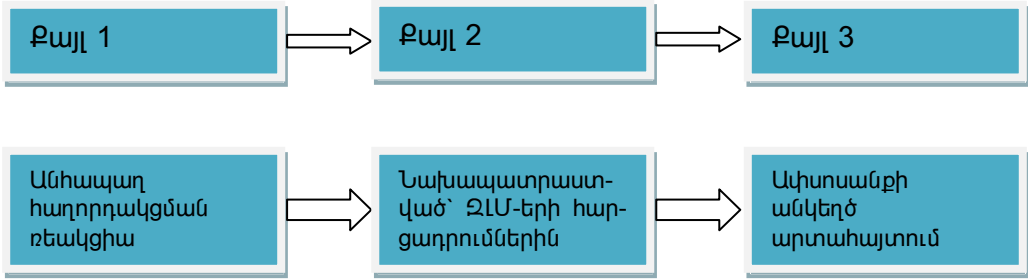 Քայլ 1
Քայլ 2
Քայլ 3
Անհապաղ
հաղորդակցման
ռեակցիա
Նախապատրաստ-
ված` ԶԼՄ-երի հար-
ցադրումներին
Ափսոսանքի
անկեղծ
արտահայտում